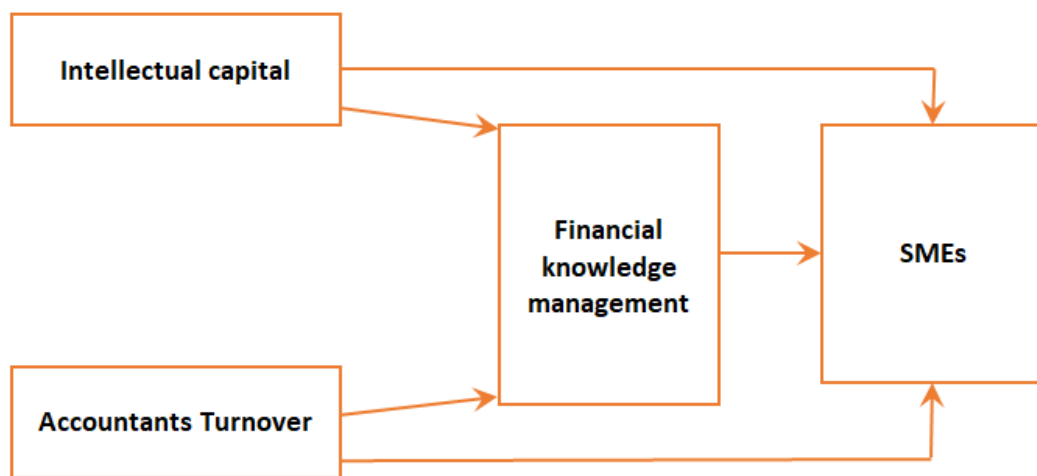 Intellectual capital
Financial
knowledge
management
SMEs
Accountants Turnover